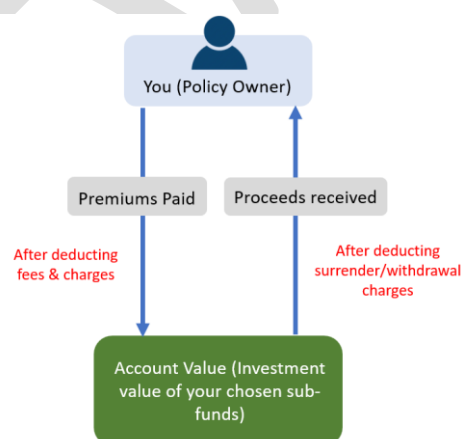 You (Policy Owner)
Premiums Paid
Proceeds received
After deducting
fees & charges
After deducting
surrender/withdrawal
charges
Account Value (Investment
value of your chosen sub-
funds)